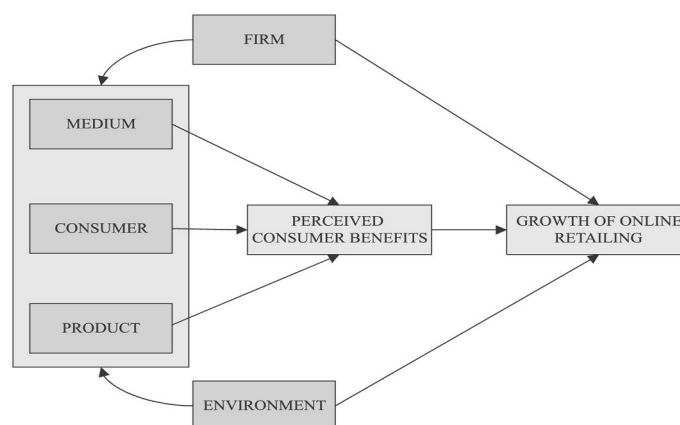 FIRM
MEDIUM
CONSUMER
PRODUCT
PERCEIVED
CONSUMER BENEFITS
GROWTH OF ONLINE
RETAILING
ENVIRONMENT